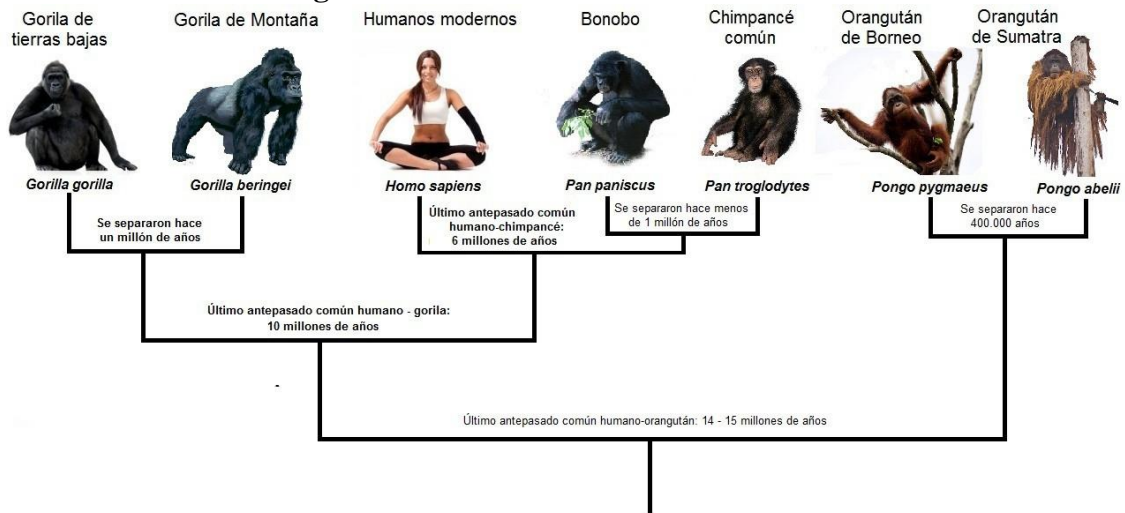 Gorila de
tierras bajas
Gorila de Montaña
Humanos modernos
Bonobo
Chimpancé
común
Orangután
de Borneo
Orangután
de Sumatra
Gorilla gorilla
Gorilla beringei
Homo sapiens
Pan paniscus
Pan troglodytes
Pongo pygmaeus
Pongo abelii
Se separaron hace
un millón de años
Último antepasado común
humano-chimpancé:
6 millones de años
Se separaron hace menos
de 1 millón de años
Se separaron hace
400.000 años
Último antepasado común humano - gorila:
10 millones de años
-
Último antepasado común humano-orangután: 14 - 15 millones de años